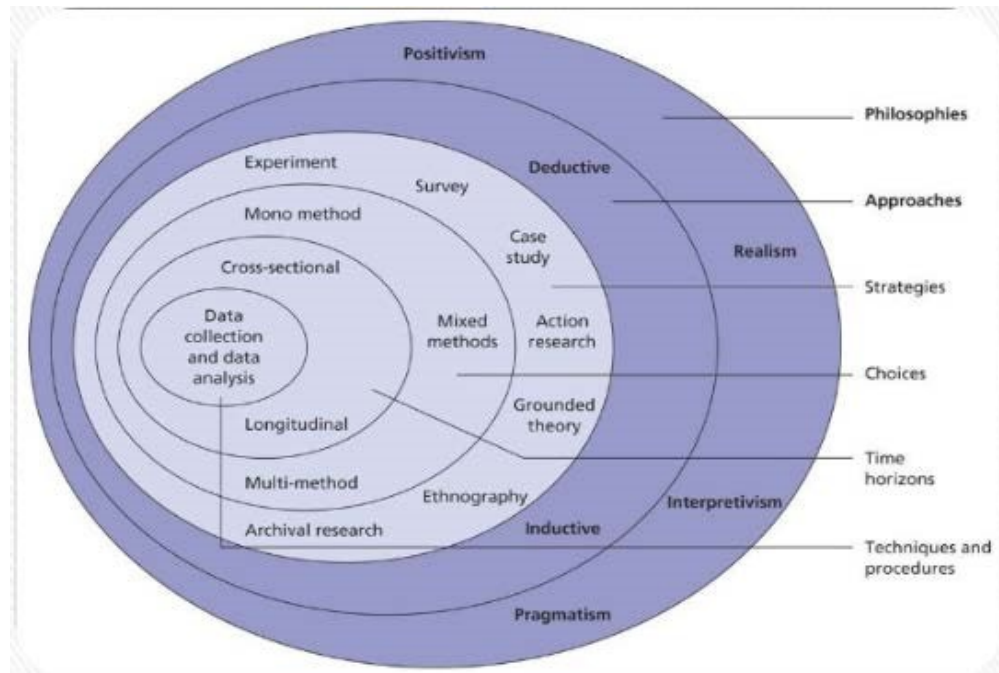 Positivism
Philosophies
Experiment
Deductive
Survey
Approaches
Mono method
Case
study
Realism
Cross-sectional
Strategies
Data
collection
and data
analysis
Mixed
methods
Action
research
Choices
Grounded
theory
Longitudinal
Time
horizons
Multi-method
Ethnography
Interpretivism
Archival research
Inductive
Techniques and
procedures
Pragmatism